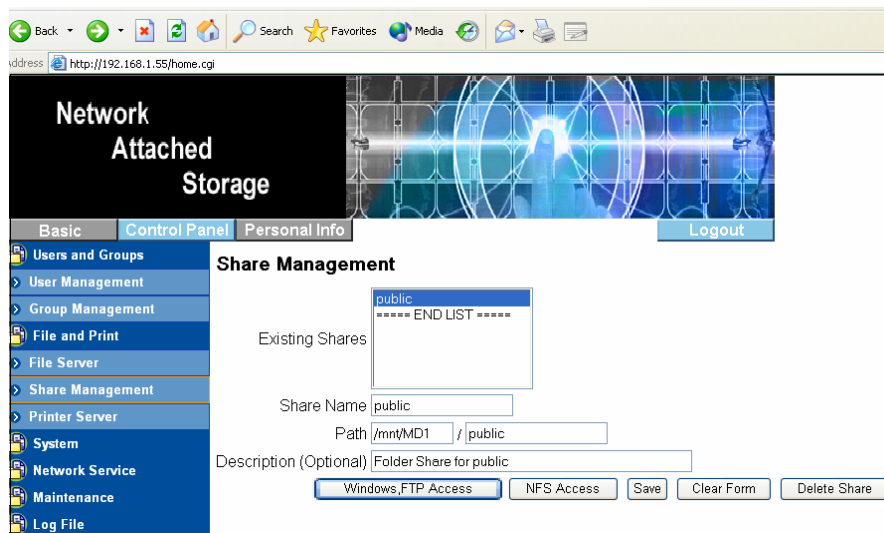 Back Search Favorites Media
Address http://192.168.1.55/home.cgi
Network
Attached
Storage
Basic Control Panel Personal Info Logout
Users and Groups
User Management
Group Management
File and Print
File Server
Share Management
Printer Server
System
Network Service
Maintenance
Log File
Share Management
Existing Shares
public
===== END LIST =====
Share Name public
Path /mnt/MD1 / public
Description (Optional) Folder Share for public
Windows,FTP Access NFS Access Save Clear Form Delete Share